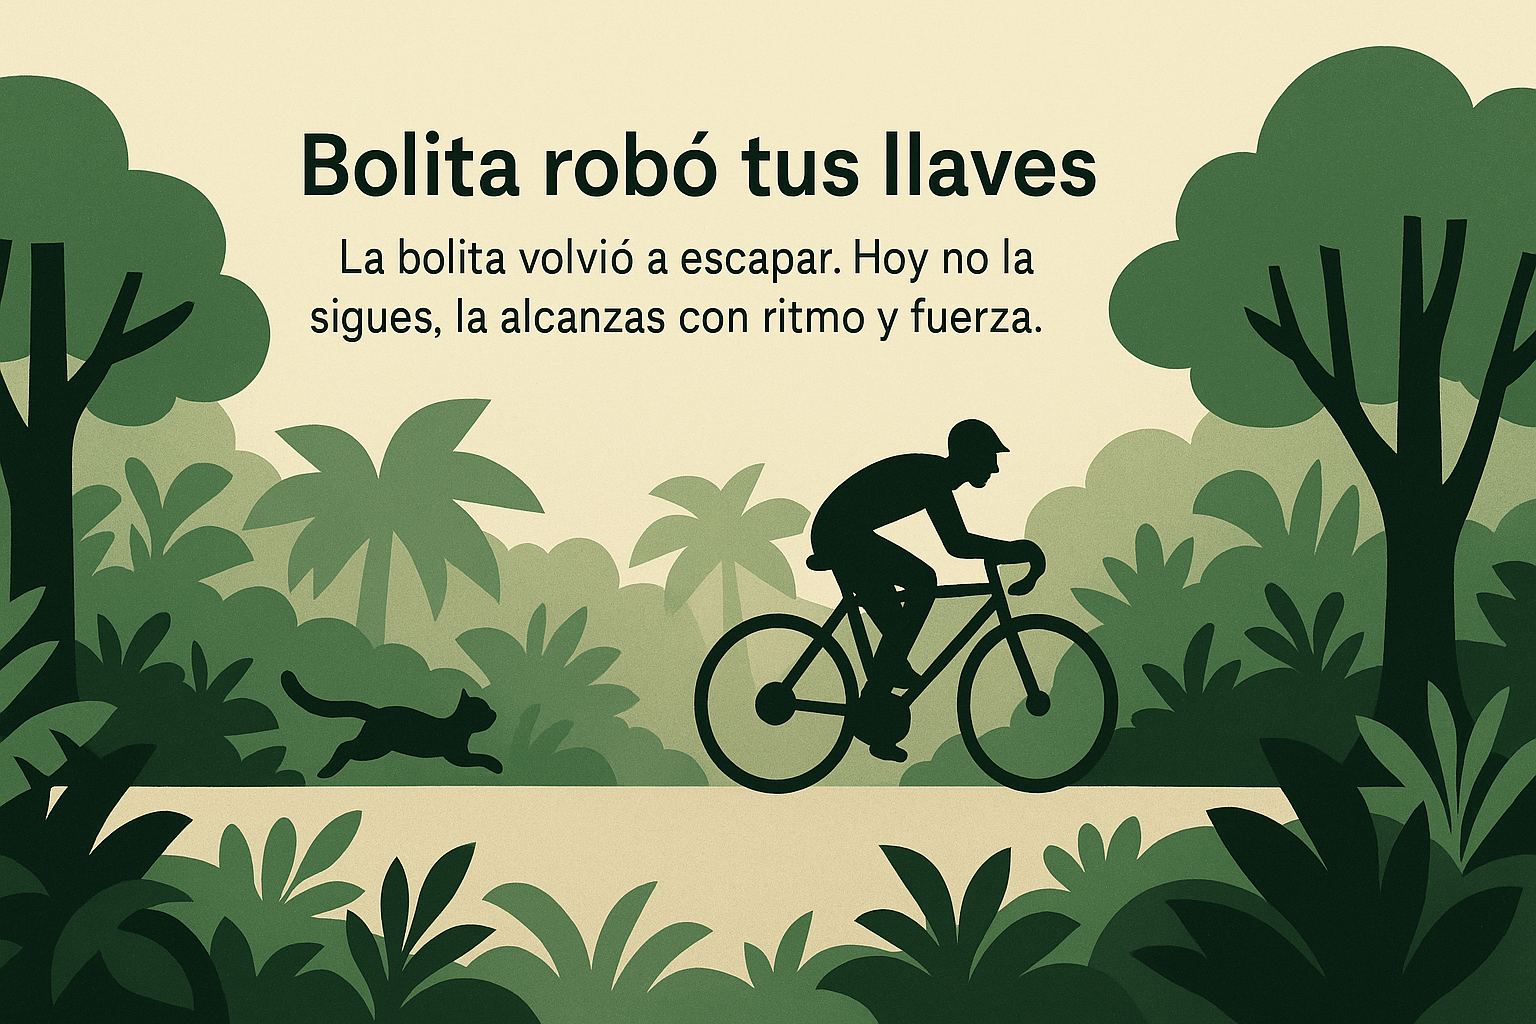 Bolita robó tus llaves
La bolita volvió a escapar. Hoy no la
sigues, la alcanzas con ritmo y fuerza.